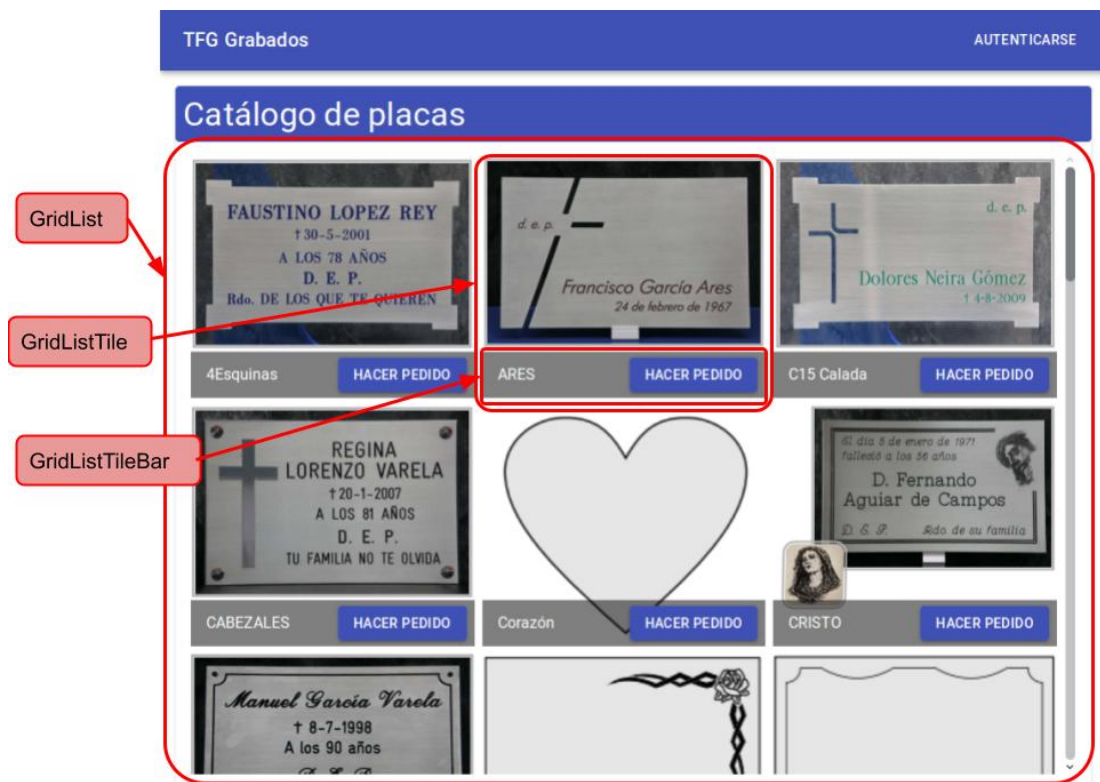 TFG Grabados
AUTENTICARSE
Catálogo de placas
GridList
GridListTile
GridListTileBar
FAUSTINO LOPEZ REY
† 30-5-2001
A LOS 78 AÑOS
D. E. P.
Rdo. DE LOS QUE TE QUIEREN
4Esquinas
HACER PEDIDO
d. e. p.
Francisco García Ares
24 de febrero de 1967
ARES
HACER PEDIDO
d. e. p.
Dolores Neira Gómez
† 4-8-2009
C15 Calada
HACER PEDIDO
REGINA
LORENZO VARELA
† 20-1-2007
A LOS 81 AÑOS
D. E. P.
TU FAMILIA NO TE OLVIDA
CABEZALES
HACER PEDIDO
Corazón
HACER PEDIDO
El día 5 de enero de 1971
falleció a los 56 años
D. Fernando
Aguiar de Campos
D. E. P. Rdo de su familia
CRISTO
HACER PEDIDO
Manuel García Varela
† 8-7-1998
A los 90 años
D. E. P.